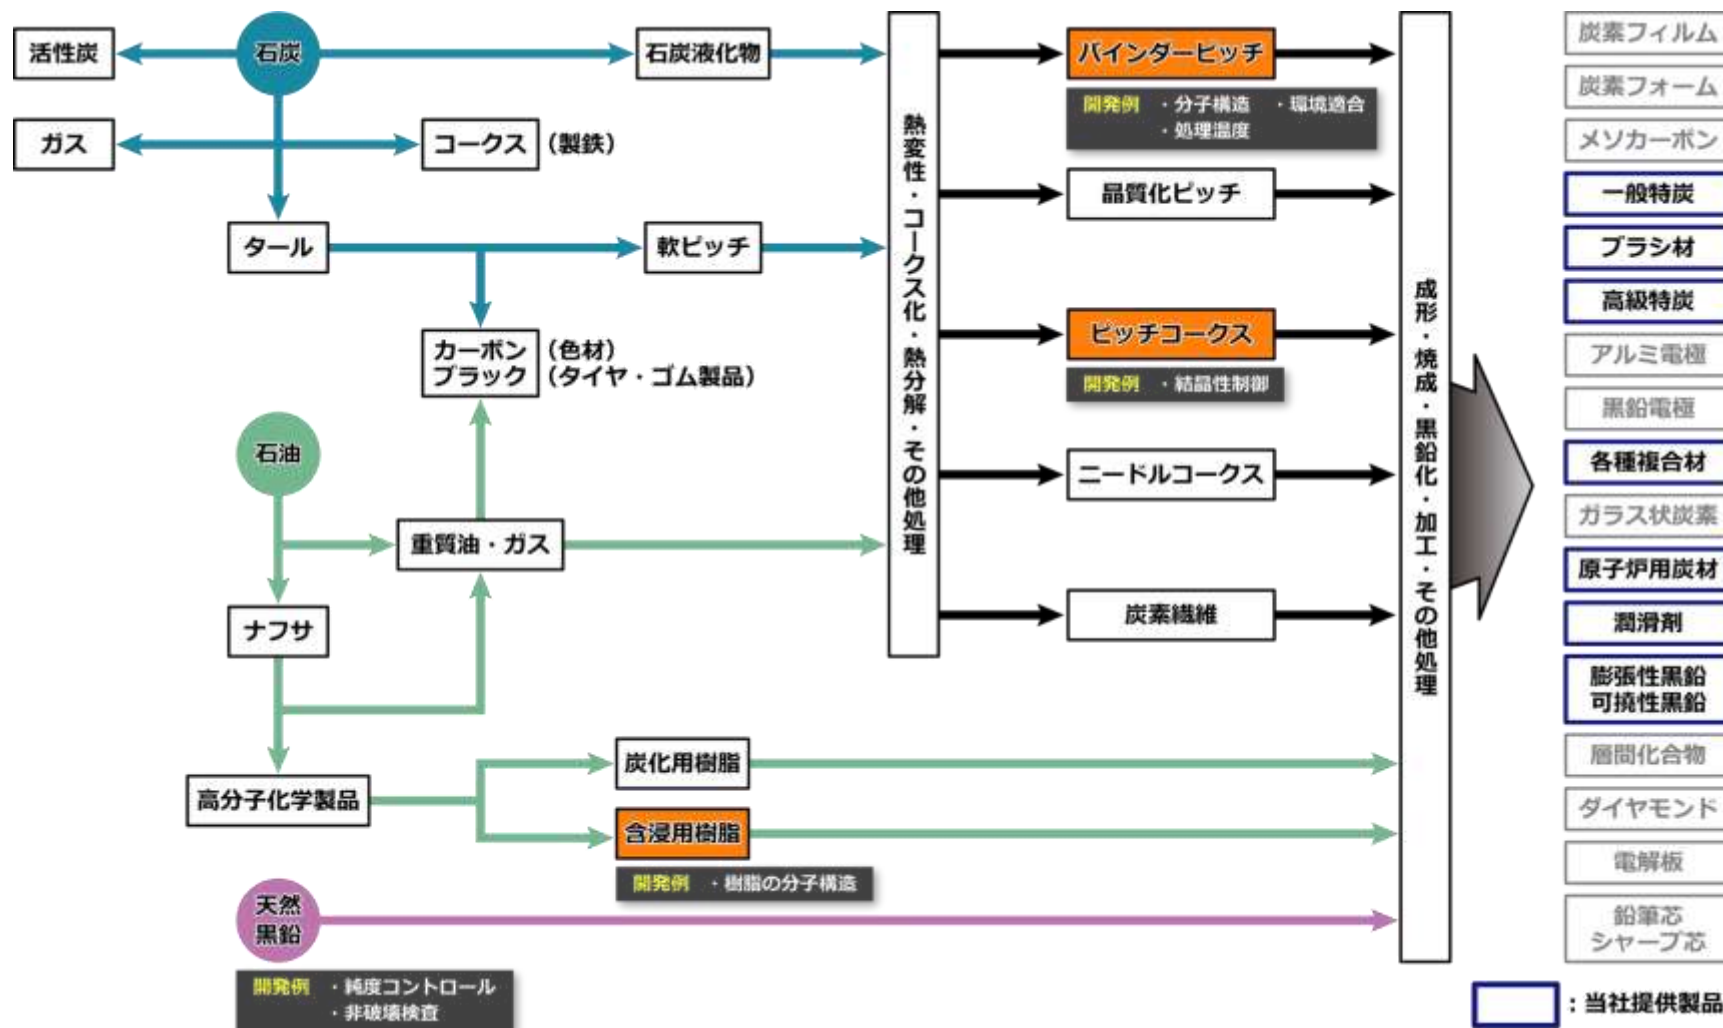 活性炭
石炭
石炭液化物
ガス
コークス（製鉄）
タール
軟ピッチ
カーボン（色材）
ブラック（タイヤ・ゴム製品）
石油
重質油・ガス
ナフサ
高分子化学製品
炭化用樹脂
含浸用樹脂
開発例 ・樹脂の分子構造
天然
黒鉛
開発例 ・純度コントロール
・非破壊検査
熱変性・コークス化・熱分解・その他処理
バインダーピッチ
開発例 ・分子構造 ・環境適合
・処理温度
晶質化ピッチ
ピッチコークス
開発例 ・結晶性制御
ニードルコークス
炭素繊維
成形・焼成・黒鉛化・加工・その他処理
炭素フィルム
炭素フォーム
メソカーボン
一般特炭
ブラシ材
高級特炭
アルミ電極
黒鉛電極
各種複合材
ガラス状炭素
原子炉用炭材
潤滑剤
膨張性黒鉛
可撓性黒鉛
層間化合物
ダイヤモンド
電解板
鉛筆芯
シャープ芯
：当社提供製品